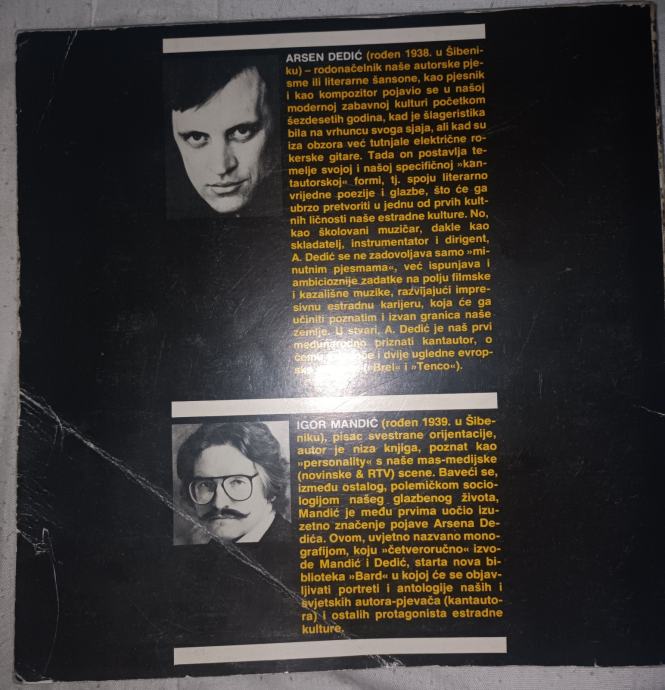 ARSEN DEDIĆ (rođen 1938. u Šibeni-
ku) – rodonačelnik naše autorske pje-
sme ili literarne šansone, kao pjesnik
i kao kompozitor pojavio se u našoj
modernoj zabavnoj kulturi početkom
šezdesetih godina, kad je šlageristika
bila na vrhuncu svoga sjaja, ali kad su
iza obzora već tutnjale električne ro-
kerske gitare. Tada on postavlja te-
melje svojoj i našoj specifičnoj »kan-
tautorskoj« formi, tj. spoju literarno
vrijedne poezije i glazbe, što će ga
ubrzo pretvoriti u jednu od prvih kult-
nih ličnosti naše estradne kulture. No,
kao školovani muzičar, dakle kao
skladatelj, instrumentator i dirigent,
A. Dedić se ne zadovoljava samo »mi-
nutnim pjesmama«, već ispunjava i
ambicioznije zadatke na polju filmske
i kazališne muzike, razvijajući impre-
sivnu estradnu karijeru, koja će ga
učiniti poznatim i izvan granica naše
zemlje. U stvari, A. Dedić je naš prvi
međunarodno priznati kantautor, o
čemu i dvije ugledne evrop-
»Brel« i »Tenco«).
IGOR MANDIĆ (rođen 1939. u Šibe-
niku), pisac svestrane orijentacije,
autor je niza knjiga, poznat kao
»personality« s naše mas-medijske
(novinske & RTV) scene. Baveći se,
između ostalog, polemičkom socio-
logijom našeg glazbenog života,
Mandić je među prvima uočio izu-
zetno značenje pojave Arsena De-
dića. Ovom, uvjetno nazvano mono-
grafijom, koju »četveroručno« izvo-
de Mandić i Dedić, starta nova bi-
blioteka »Bard« u kojoj će se objav-
ljivati portreti i antologije naših i
svjetskih autora-pjevača (kantauto-
ra) i ostalih protagonista estradne
kulture.